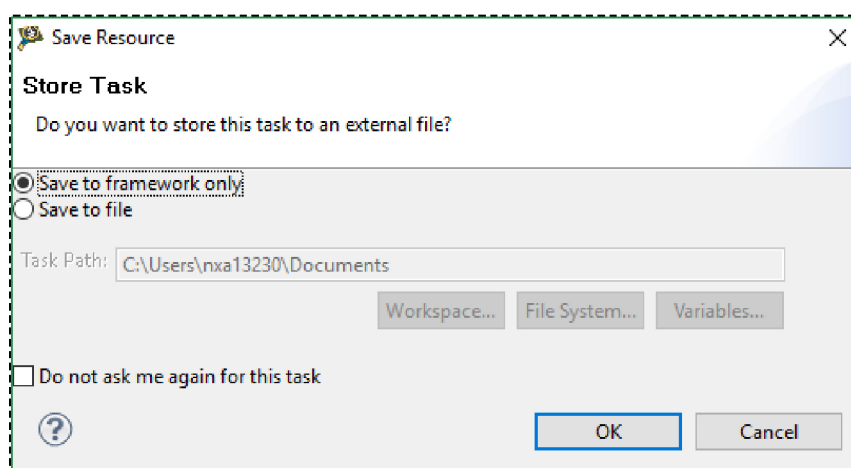 Save Resource
Store Task
Do you want to store this task to an external file?
Save to framework only
Save to file
Task Path: C:\Users\nxa13230\Documents
Workspace... File System... Variables...
Do not ask me again for this task
? OK Cancel